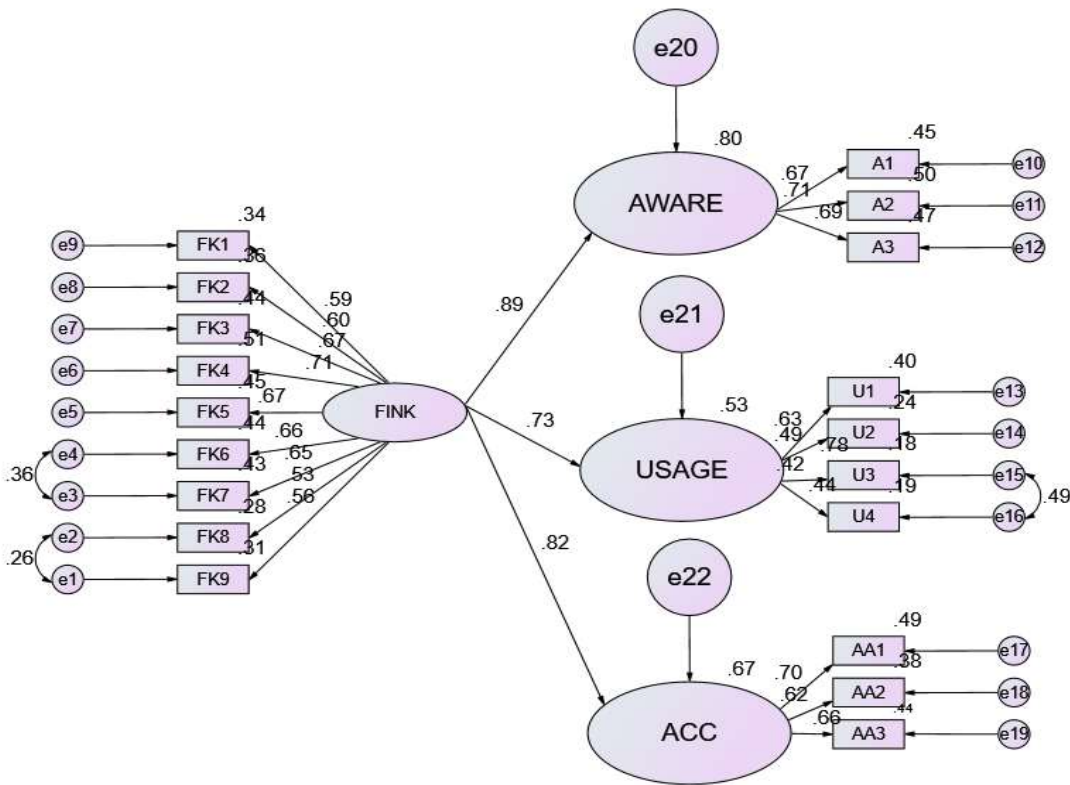 e20
.80
.45
.67
A1
e10
.71
.50
AWARE
A2
e11
.69
.47
A3
e12
.34
e9
FK1
.36
e8
FK2
.44
.59
.89
e21
.60
e7
FK3
.67
.51
e6
FK4
.71
.45
.40
e5
FK5
.67
FINK
.73
.53
U1
e13
.44
.63
.24
e4
FK6
.66
.49
U2
e14
.43
.65
.78
.18
.36
USAGE
.42
U3
e15
e3
FK7
.53
.44
.19
.49
.28
.56
U4
e16
e2
FK8
.31
.82
.26
e22
e1
FK9
.49
.67
.70
AA1
e17
.62
.38
AA2
e18
.66
.44
ACC
AA3
e19